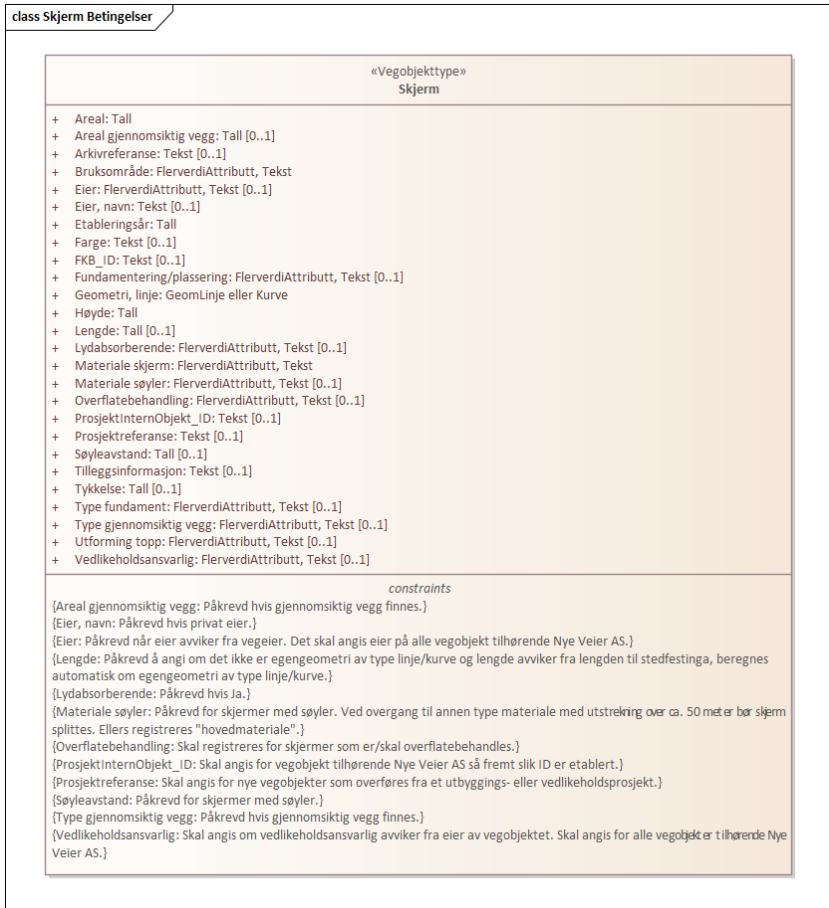 class Skjerm Betingelser
«Vegobjekttype»
Skjerm
+ Areal: Tall
+ Areal gjennomsiktig vegg: Tall [0..1]
+ Arkivreferanse: Tekst [0..1]
+ Bruksområde: FlerverdiAttributt, Tekst
+ Eier: FlerverdiAttributt, Tekst [0..1]
+ Eier, navn: Tekst [0..1]
+ Etableringsår: Tall
+ Farge: Tekst [0..1]
+ FKB_ID: Tekst [0..1]
+ Fundamentering/plassering: FlerverdiAttributt, Tekst [0..1]
+ Geometri, linje: GeomLinje eller Kurve
+ Høyde: Tall
+ Lengde: Tall [0..1]
+ Lydabsorberende: FlerverdiAttributt, Tekst [0..1]
+ Materiale skjerm: FlerverdiAttributt, Tekst
+ Materiale søyler: FlerverdiAttributt, Tekst [0..1]
+ Overflatebehandling: FlerverdiAttributt, Tekst [0..1]
+ ProsjektInternObjekt_ID: Tekst [0..1]
+ Prosjektreferanse: Tekst [0..1]
+ Søyleavstand: Tall [0..1]
+ Tilleggsinformasjon: Tekst [0..1]
+ Tykkelse: Tall [0..1]
+ Type fundament: FlerverdiAttributt, Tekst [0..1]
+ Type gjennomsiktig vegg: FlerverdiAttributt, Tekst [0..1]
+ Utforming topp: FlerverdiAttributt, Tekst [0..1]
+ Vedlikeholdsansvarlig: FlerverdiAttributt, Tekst [0..1]
constraints
{Areal gjennomsiktig vegg: Påkrevd hvis gjennomsiktig vegg finnes.}
{Eier, navn: Påkrevd hvis privat eier.}
{Eier: Påkrevd når eier avviker fra vegeier. Det skal angis eier på alle vegobjekt tilhørende Nye Veier AS.}
{Lengde: Påkrevd å angi om det ikke er egengeometri av type linje/kurve og lengde avviker fra lengden til stedfestinga, beregnes
automatisk om egengeometri av type linje/kurve.}
{Lydabsorberende: Påkrevd hvis Ja.}
{Materiale søyler: Påkrevd for skjermer med søyler. Ved overgang til annen type materiale med utstrekning over ca. 50 meter bør skjerm
splittes. Ellers registreres "hovedmateriale".}
{Overflatebehandling: Skal registreres for skjermer som er/skal overflatebehandles.}
{ProsjektInternObjekt_ID: Skal angis for vegobjekt tilhørende Nye Veier AS så fremt slik ID er etablert.}
{Prosjektreferanse: Skal angis for nye vegobjekter som overføres fra et utbyggings- eller vedlikeholdsprosjekt.}
{Søyleavstand: Påkrevd for skjermer med søyler.}
{Type gjennomsiktig vegg: Påkrevd hvis gjennomsiktig vegg finnes.}
{Vedlikeholdsansvarlig: Skal angis om vedlikeholdsansvarlig avviker fra eier av vegobjektet. Skal angis for alle vegobjekter tilhørende Nye
Veier AS.}